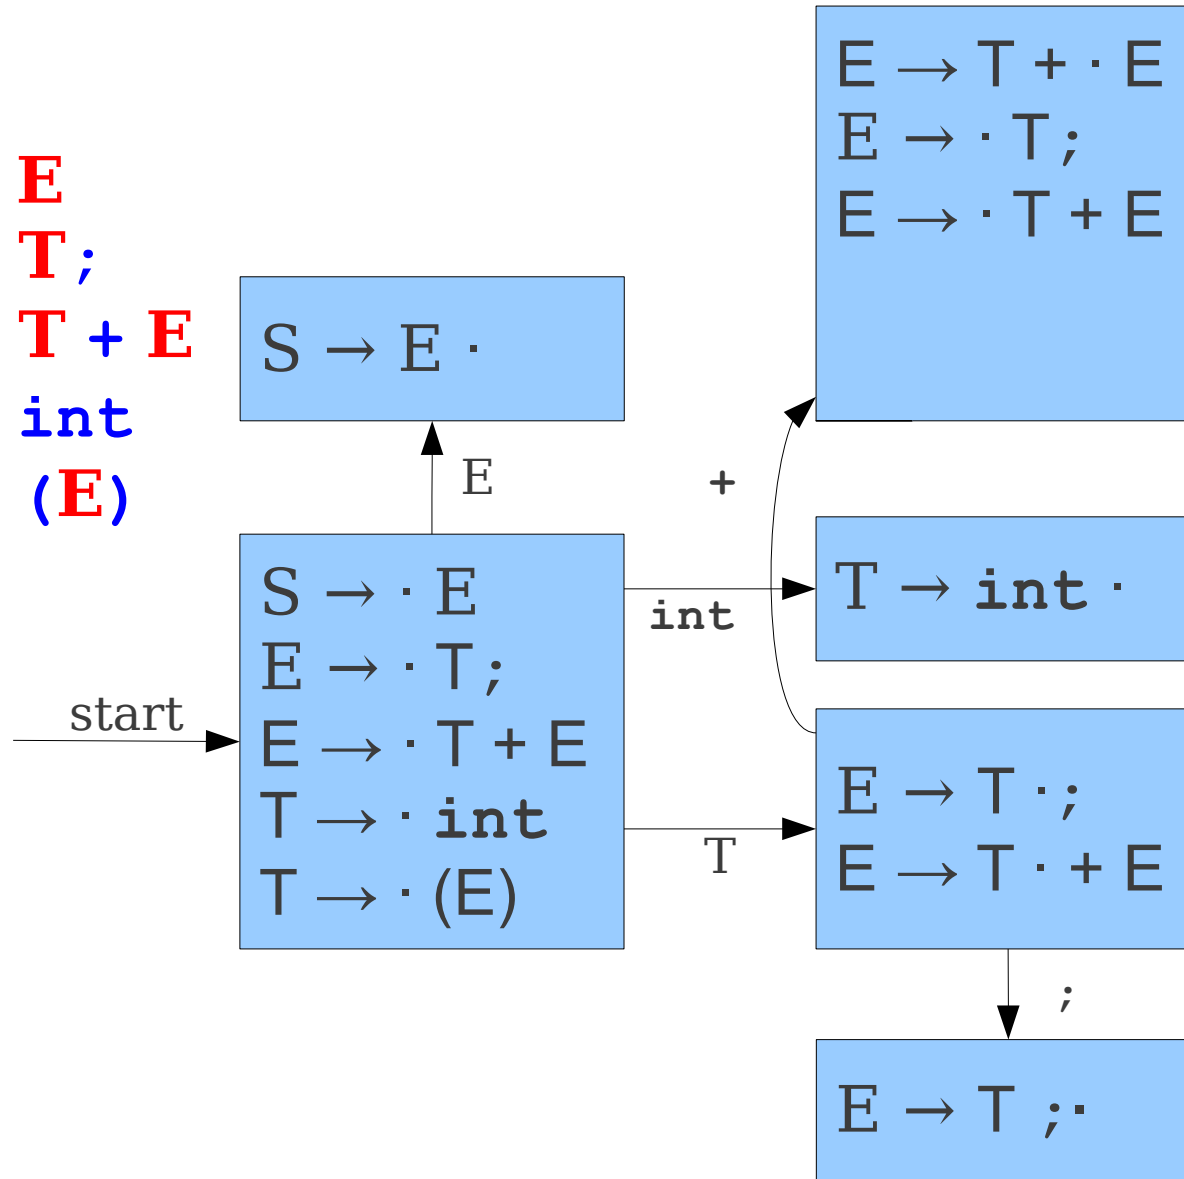 E
T ;
T + E
int
(E)
S → E ·
E
start
S → · E
E → · T ;
E → · T + E
T → · int
T → · (E)
+
int
T
E → T + · E
E → · T ;
E → · T + E
T → int ·
E → T · ;
E → T · + E
;
E → T ; ·